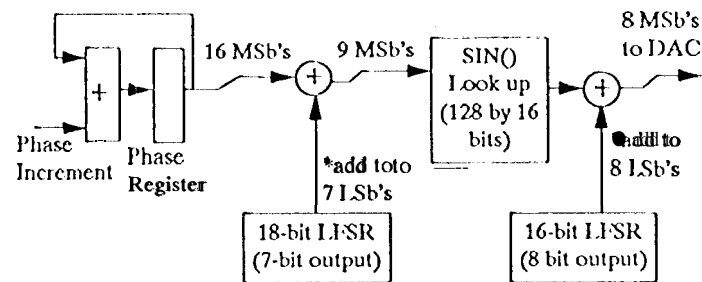 16 MSb's
9 MSb's
SIN()
Look up
(128 by 16
bits)
8 MSb's
to DAC
+
+
+
Phase
Increment
Phase
Register
*add toto
7 LSb's
add to
8 LSb's
18-bit LFSR
(7-bit output)
16-bit LFSR
(8 bit output)